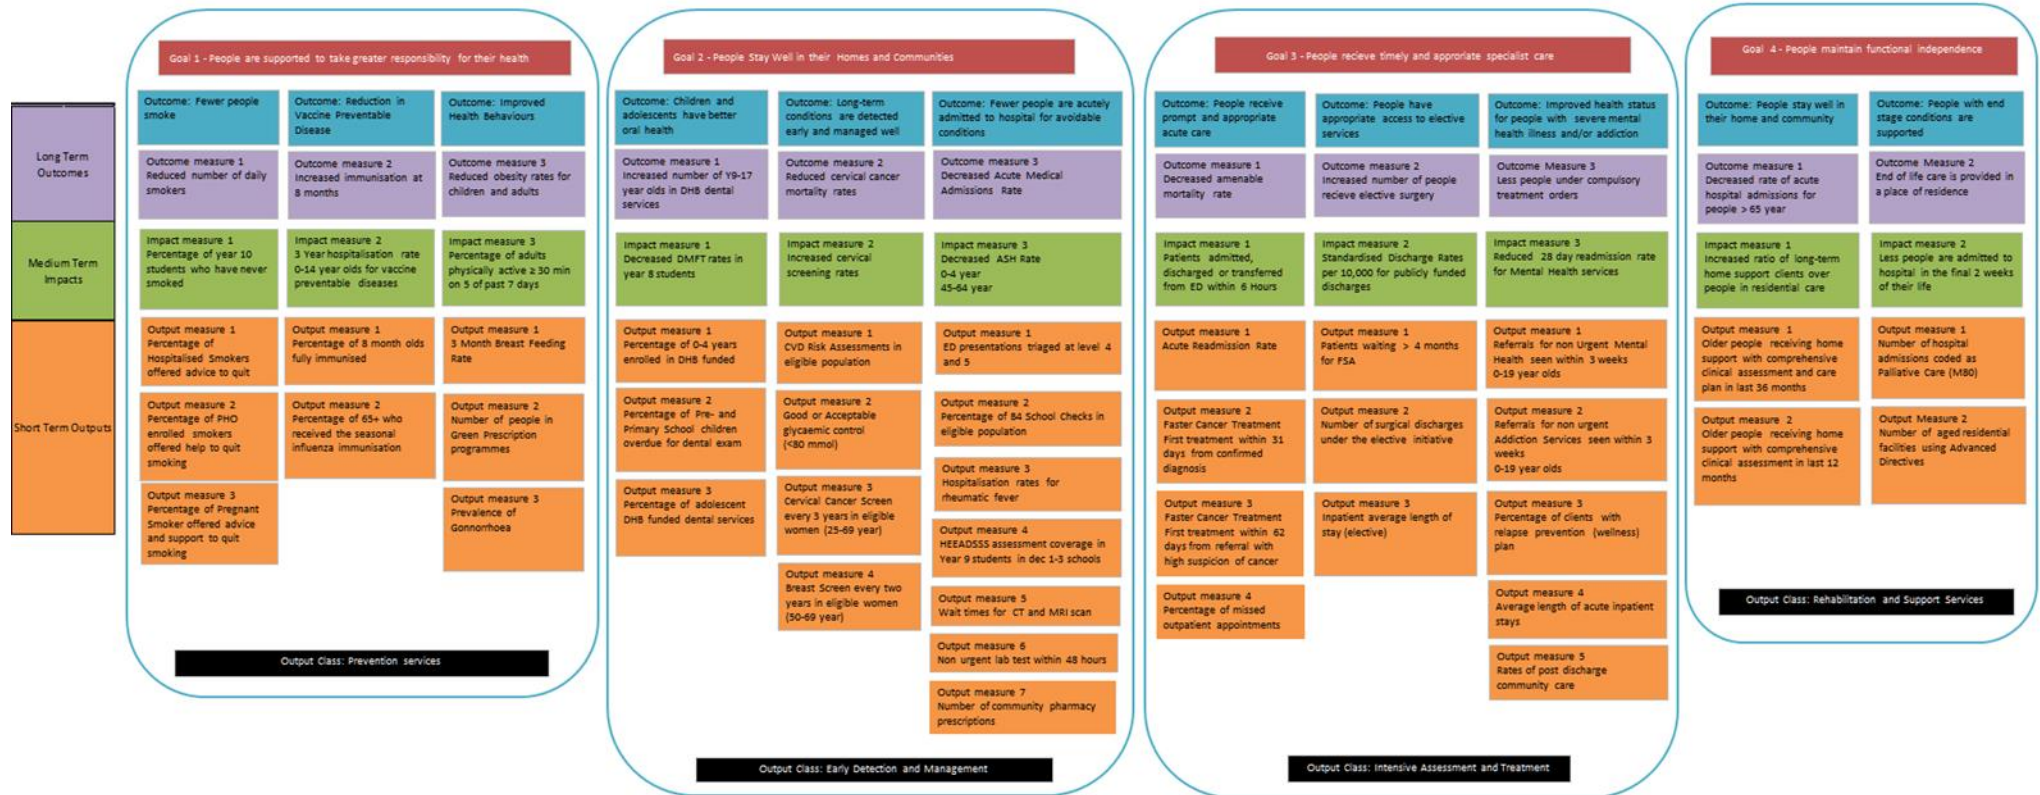 Long Term
Outcomes
Medium Term
Impacts
Short Term Outputs
Goal 1 - People are supported to take greater responsibility for their health
Outcome: Fewer people
smoke
Outcome measure 1
Reduced number of daily
smokers
Impact measure 1
Percentage of year 10
students who have never
smoked
Output measure 1
Percentage of
Hospitalised Smokers
offered advice to quit
Output measure 2
Percentage of PHO
enrolled smokers
offered help to quit
smoking
Output measure 3
Percentage of Pregnant
Smoker offered advice
and support to quit
smoking
Outcome: Reduction in
Vaccine Preventable
Disease
Outcome measure 2
Increased immunisation at
8 months
Impact measure 2
3 Year hospitalisation rate
0-14 year olds for vaccine
preventable diseases
Output measure 1
Percentage of 8 month olds
fully immunised
Output measure 2
Percentage of 65+ who
received the seasonal
influenza immunisation
Outcome: Improved
Health Behaviours
Outcome measure 3
Reduced obesity rates for
children and adults
Impact measure 3
Percentage of adults
physically active ≥ 30 min
on 5 of past 7 days
Output measure 1
3 Month Breast Feeding
Rate
Output measure 2
Number of people in
Green Prescription
programmes
Output measure 3
Prevalence of
Gonnorrhoea
Output Class: Prevention services
Goal 2 - People Stay Well in their Homes and Communities
Outcome: Children and
adolescents have better
oral health
Outcome measure 1
Increased number of Y9-17
year olds in DHB dental
services
Impact measure 1
Decreased DMFT rates in
year 8 students
Output measure 1
Percentage of 0-4 years
enrolled in DHB funded
Output measure 2
Percentage of Pre- and
Primary School children
overdue for dental exam
Output measure 3
Percentage of adolescent
DHB funded dental services
Outcome: Long-term
conditions are detected
early and managed well
Outcome measure 2
Reduced cervical cancer
mortality rates
Impact measure 2
Increased cervical
screening rates
Output measure 1
CVD Risk Assessments in
eligible population
Output measure 2
Good or Acceptable
glycaemic control
(<80 mmol)
Output measure 3
Cervical Cancer Screen
every 3 years in eligible
women (25-69 year)
Output measure 4
Breast Screen every two
years in eligible women
(50-69 year)
Outcome: Fewer people are acutely
admitted to hospital for avoidable
conditions
Outcome measure 3
Decreased Acute Medical
Admissions Rate
Impact measure 3
Decreased ASH Rate
0-4 year
45-64 year
Output measure 1
ED presentations triaged at level 4
and 5
Output measure 2
Percentage of B4 School Checks in
eligible population
Output measure 3
Hospitalisation rates for
rheumatic fever
Output measure 4
HEEADSSS assessment coverage in
Year 9 students in dec 1-3 schools
Output measure 5
Wait times for CT and MRI scan
Output measure 6
Non urgent lab test within 48 hours
Output measure 7
Number of community pharmacy
prescriptions
Output Class: Early Detection and Management
Goal 3 - People recieve timely and approriate specialist care
Outcome: People receive
prompt and appropriate
acute care
Outcome measure 1
Decreased amenable
mortality rate
Impact measure 1
Patients admitted,
discharged or transferred
from ED within 6 Hours
Output measure 1
Acute Readmission Rate
Output measure 2
Faster Cancer Treatment
First treatment within 31
days from confirmed
diagnosis
Output measure 3
Faster Cancer Treatment
First treatment within 62
days from referral with
high suspicion of cancer
Output measure 4
Percentage of missed
outpatient appointments
Outcome: People have
appropriate access to elective
services
Outcome measure 2
Increased number of people
recieve elective surgery
Impact measure 2
Standardised Discharge Rates
per 10,000 for publicly funded
discharges
Output measure 1
Patients waiting > 4 months
for FSA
Output measure 2
Number of surgical discharges
under the elective initiative
Output measure 3
Inpatient average length of
stay (elective)
Outcome: Improved health status
for people with severe mental
health illness and/or addiction
Outcome Measure 3
Less people under compulsory
treatment orders
Impact measure 3
Reduced 28 day readmission rate
for Mental Health services
Output measure 1
Referrals for non Urgent Mental
Health seen within 3 weeks
0-19 year olds
Output measure 2
Referrals for non urgent
Addiction Services seen within 3
weeks
0-19 year olds
Output measure 3
Percentage of clients with
relapse prevention (wellness)
plan
Output measure 4
Average length of acute inpatient
stays
Output measure 5
Rates of post discharge
community care
Output Class: Intensive Assessment and Treatment
Goal 4 - People maintain functional independence
Outcome: People stay well in
their home and community
Outcome measure 1
Decreased rate of acute
hospital admissions for
people > 65 year
Impact measure 1
Increased ratio of long-term
home support clients over
people in residential care
Output measure 1
Older people receiving home
support with comprehensive
clinical assessment and care
plan in last 36 months
Output measure 2
Older people receiving home
support with comprehensive
clinical assessment in last 12
months
Outcome: People with end
stage conditions are
supported
Outcome Measure 2
End of life care is provided in
a place of residence
Impact measure 2
Less people are admitted to
hospital in the final 2 weeks
of their life
Output measure 1
Number of hospital
admissions coded as
Palliative Care (M80)
Output Measure 2
Number of aged residential
facilities using Advanced
Directives
Output Class: Rehabilitation and Support Services